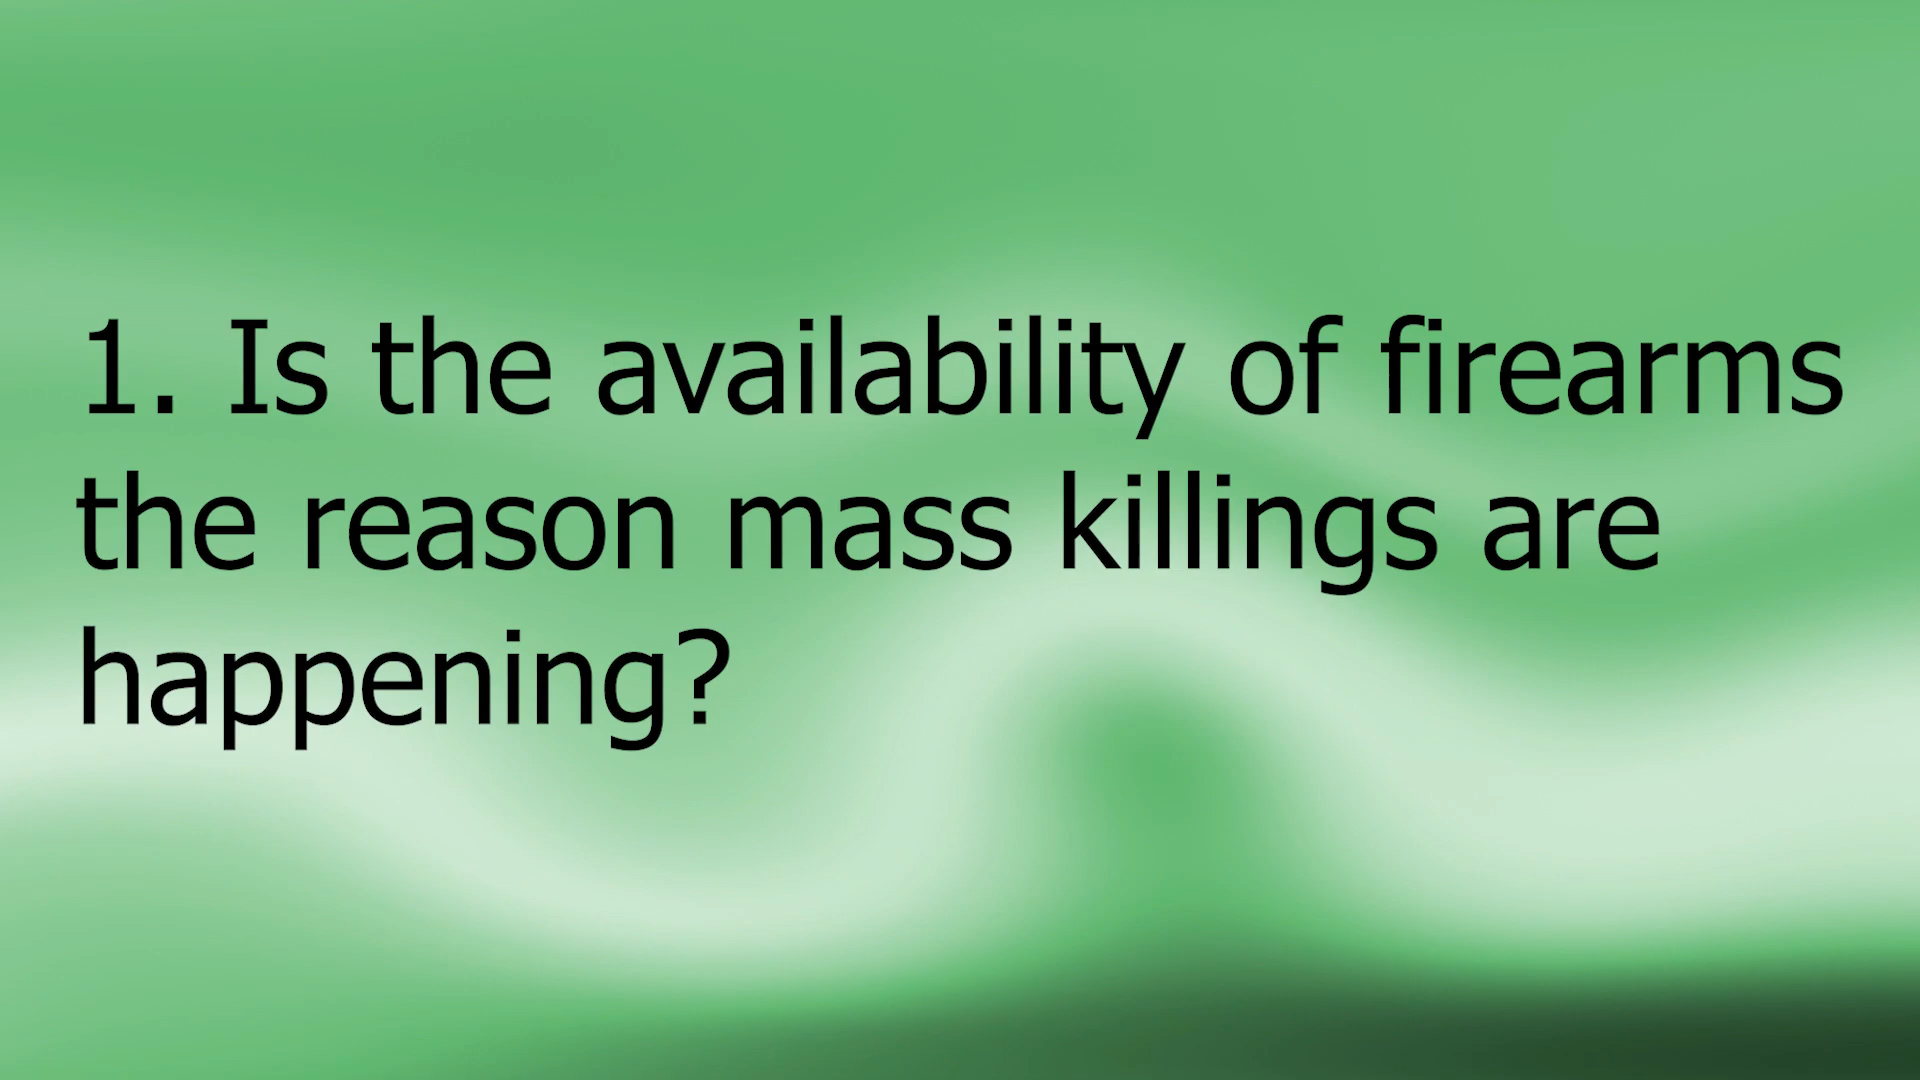 1. Is the availability of firearms
the reason mass killings are
happening?